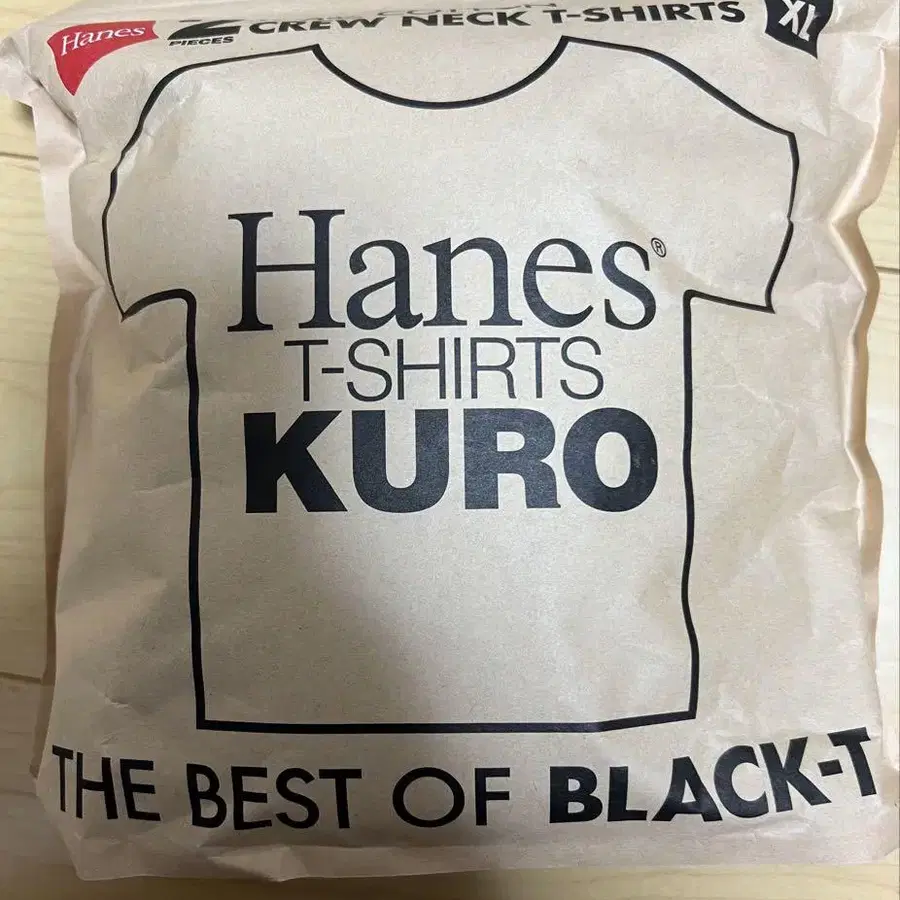 Hanes
2
PIECES
CREW NECK T-SHIRTS
XL
Hanes®
T-SHIRTS
KURO
THE BEST OF BLACK-T